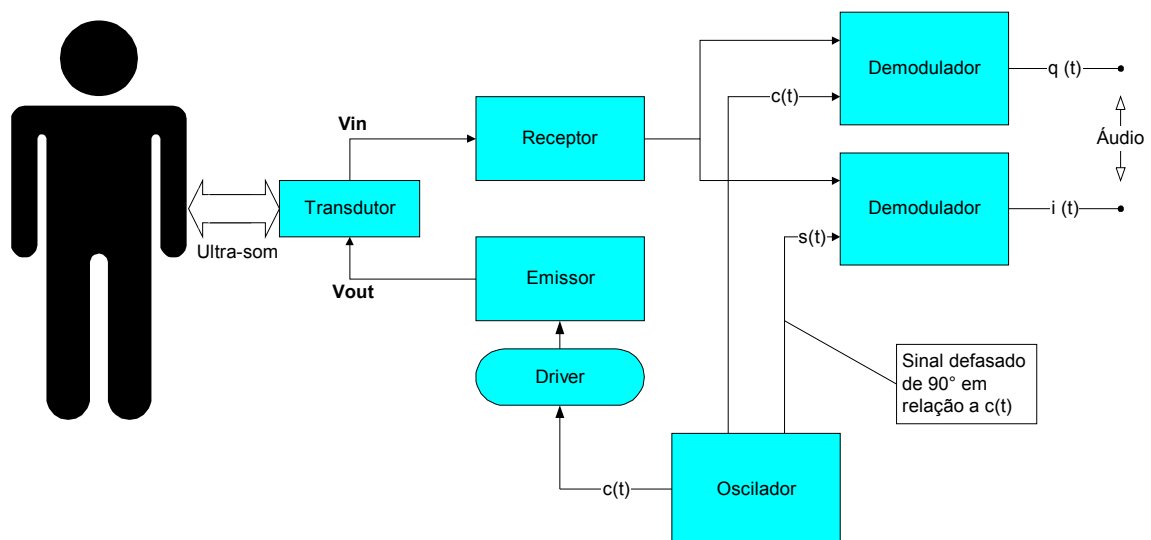 Demodulador
q (t)
c(t)
Vin
Receptor
Áudio
Transdutor
Demodulador
i (t)
s(t)
Ultra-som
Vout
Emissor
Driver
Sinal defasado
de 90° em
relação a c(t)
c(t)
Oscilador